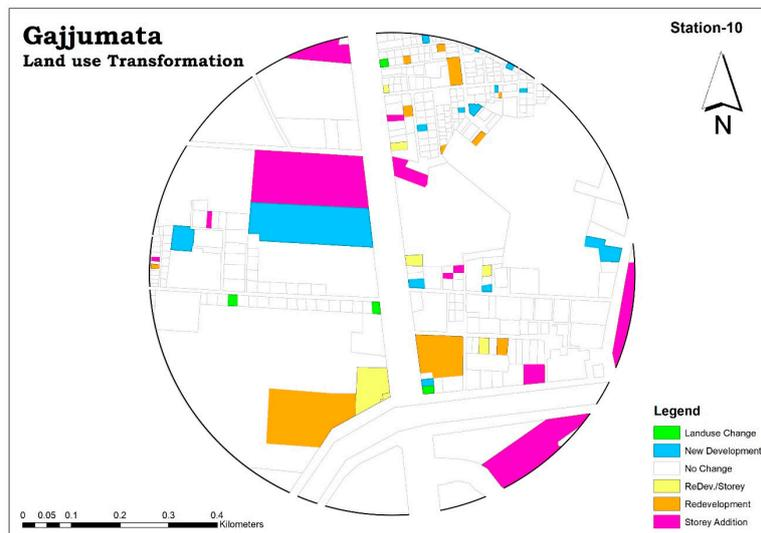 Gajjumata
Land use Transformation
Station-10
N
Legend
Landuse Change
New Development
No Change
ReDev./Storey
Redevelopment
Storey Addition
0 0.05 0.1 0.2 0.3 0.4
Kilometers